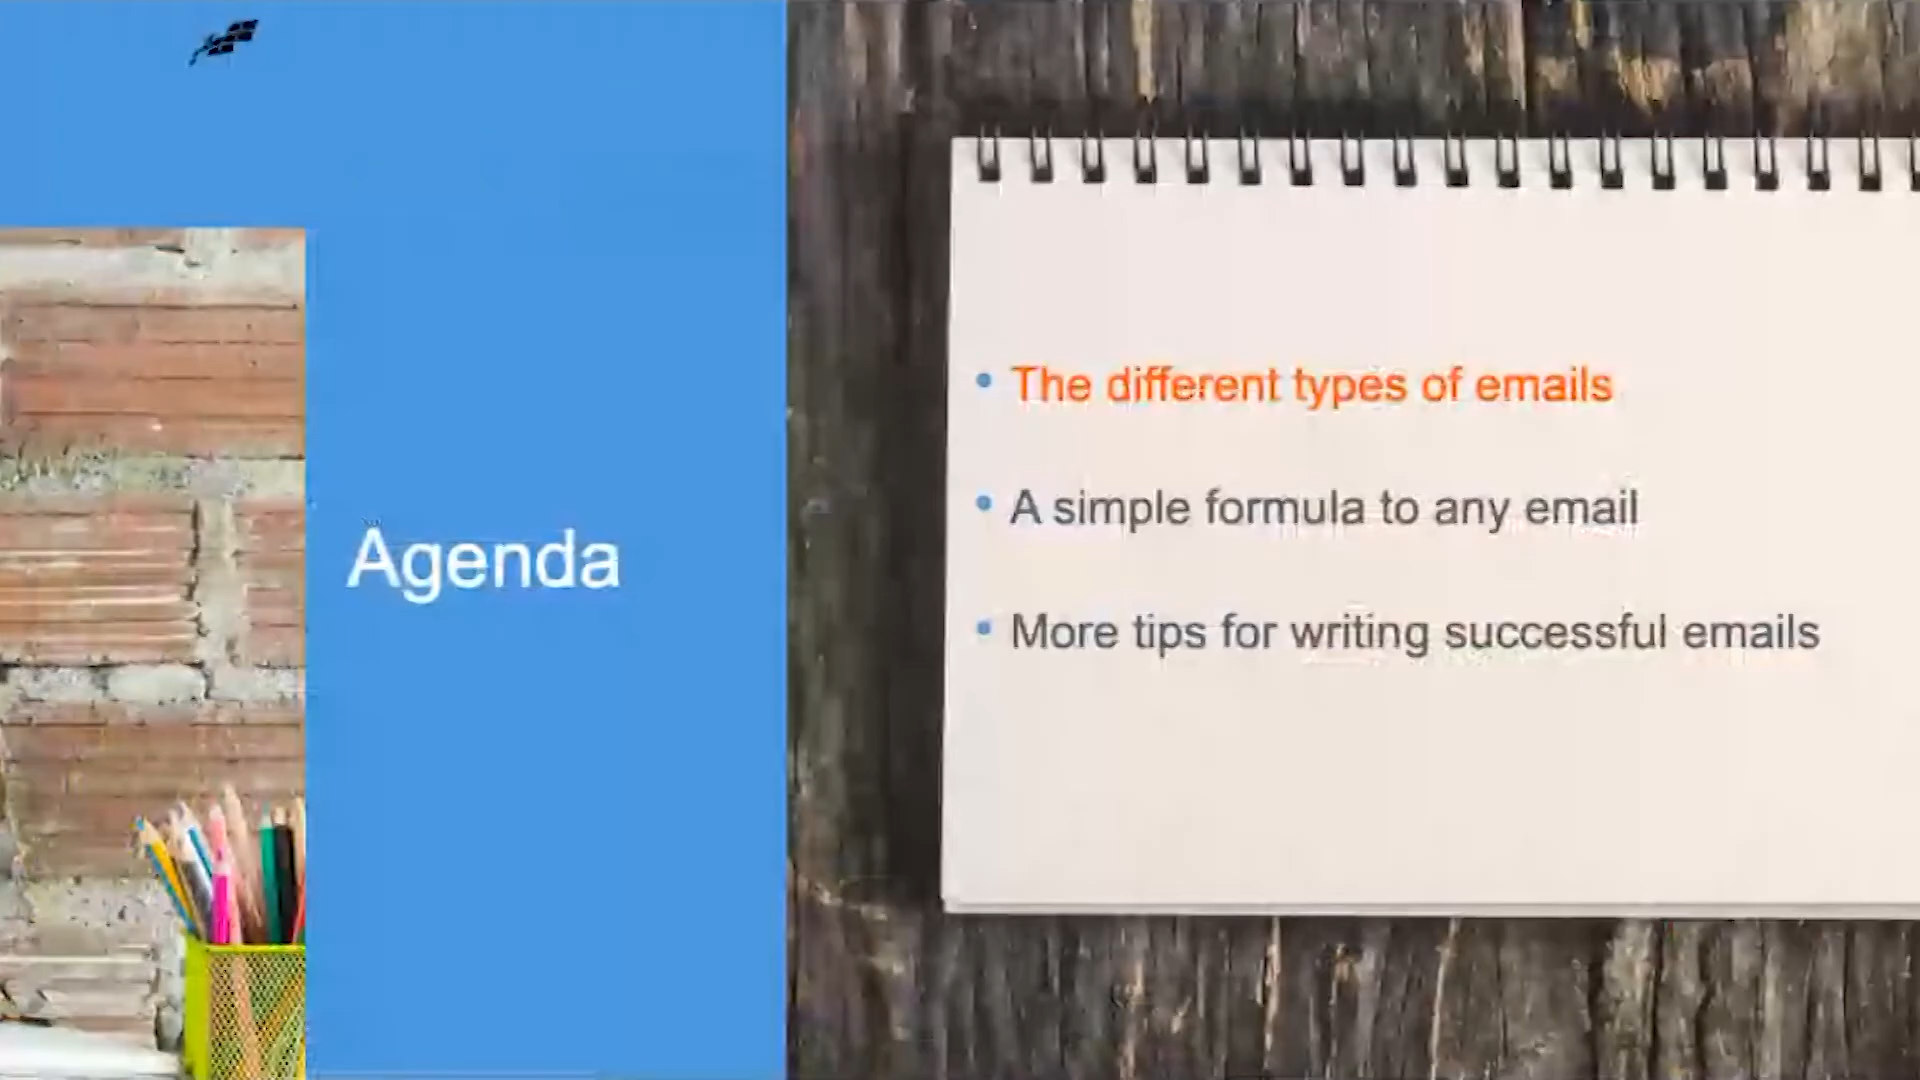 Agenda
The different types of emails
A simple formula to any email
More tips for writing successful emails